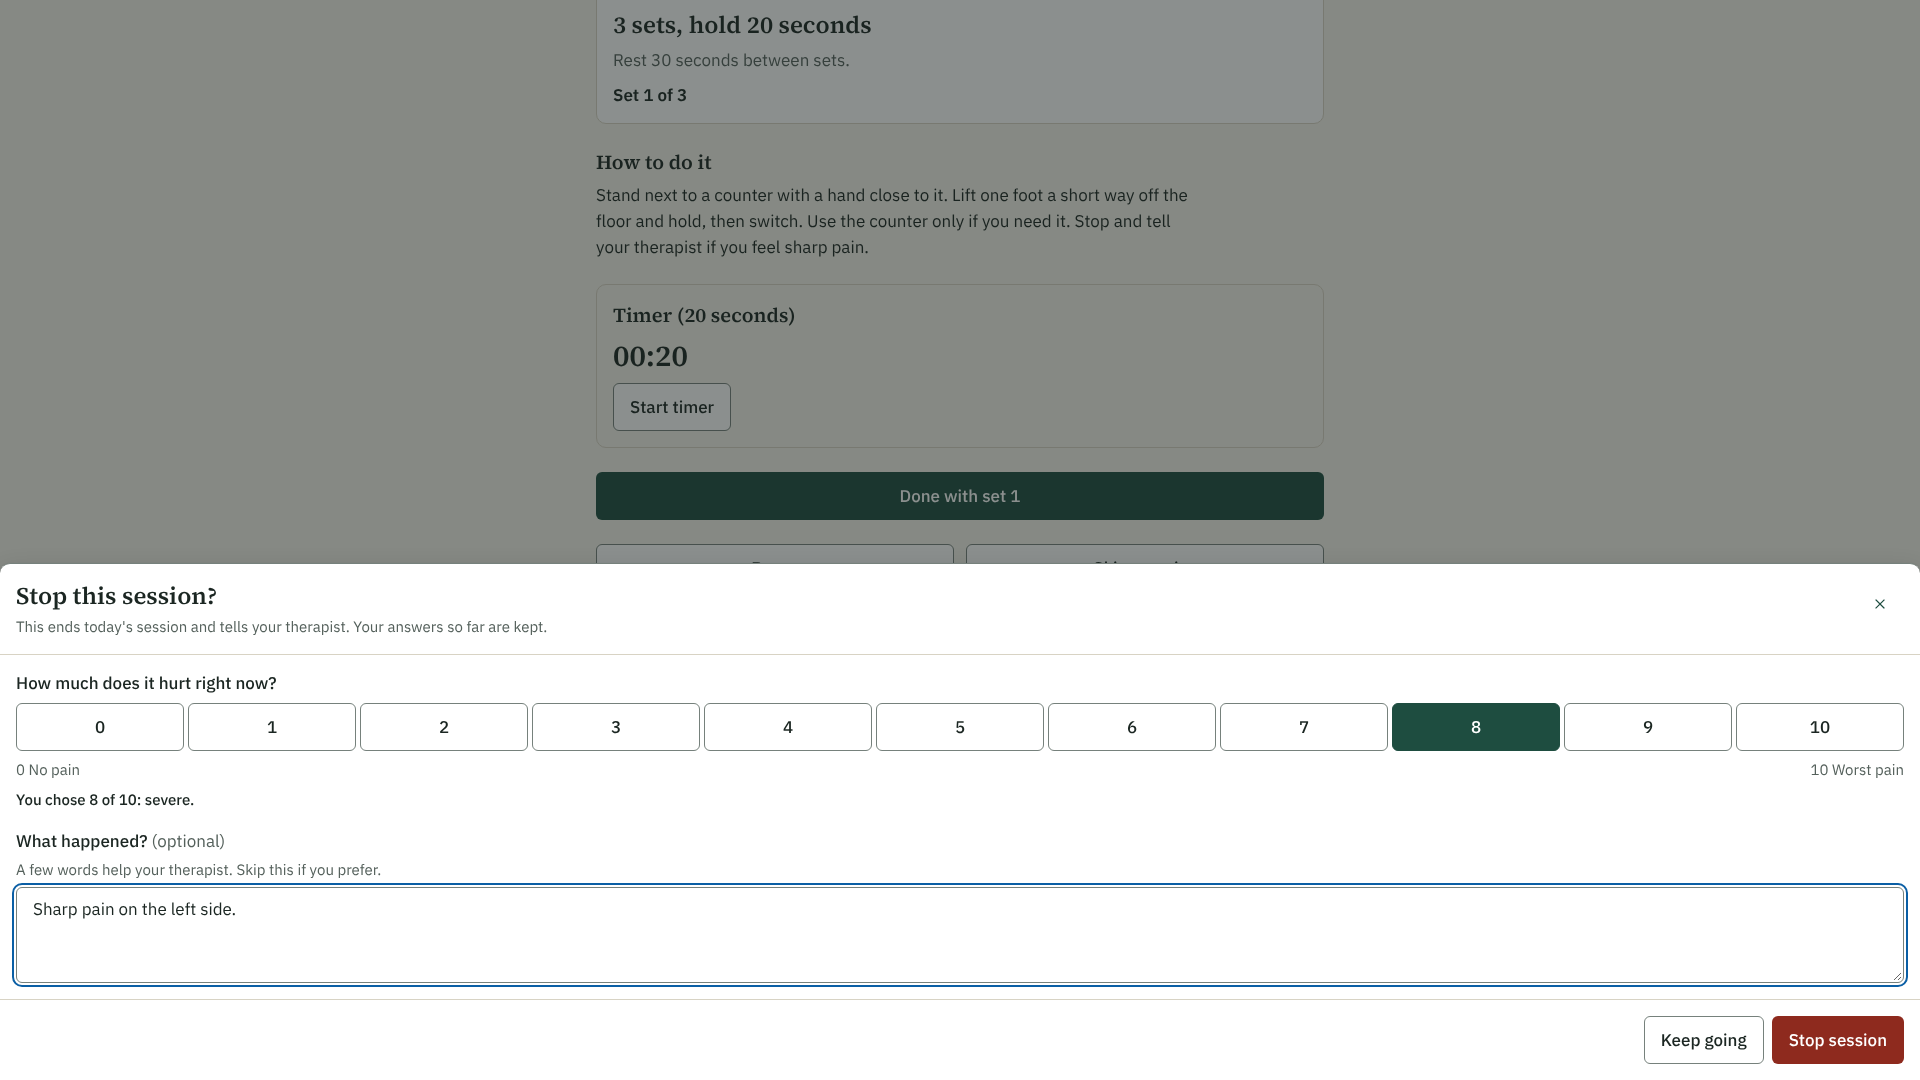 3 sets, hold 20 seconds
Rest 30 seconds between sets.
Set 1 of 3
How to do it
Stand next to a counter with a hand close to it. Lift one foot a short way off the
floor and hold, then switch. Use the counter only if you need it. Stop and tell
your therapist if you feel sharp pain.
Timer (20 seconds)
00:20
Start timer
Done with set 1
Stop this session?
This ends today's session and tells your therapist. Your answers so far are kept.
How much does it hurt right now?
0 1 2 3 4 5 6 7 8 9 10
0 No pain 10 Worst pain
You chose 8 of 10: severe.
What happened? (optional)
A few words help your therapist. Skip this if you prefer.
Sharp pain on the left side.
Keep going Stop session